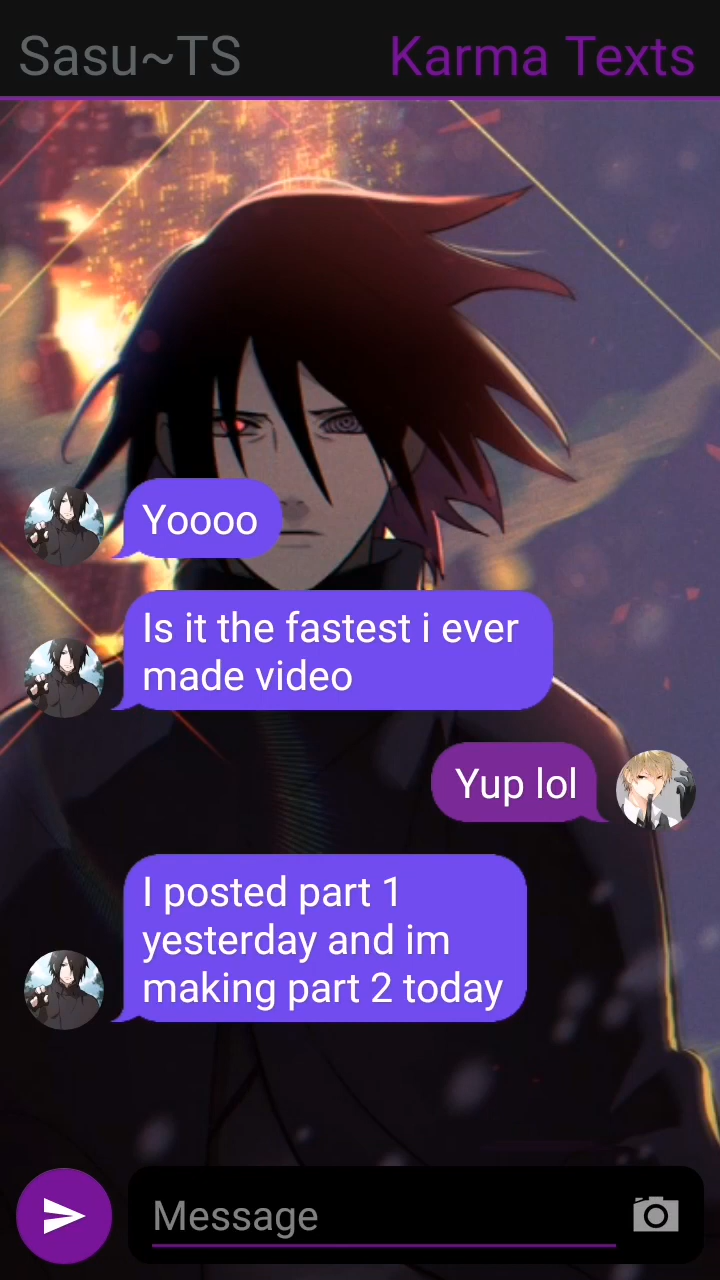 Sasu~TS
Karma Texts
Yoooo
Is it the fastest i ever
made video
Yup lol
I posted part 1
yesterday and im
making part 2 today
Message